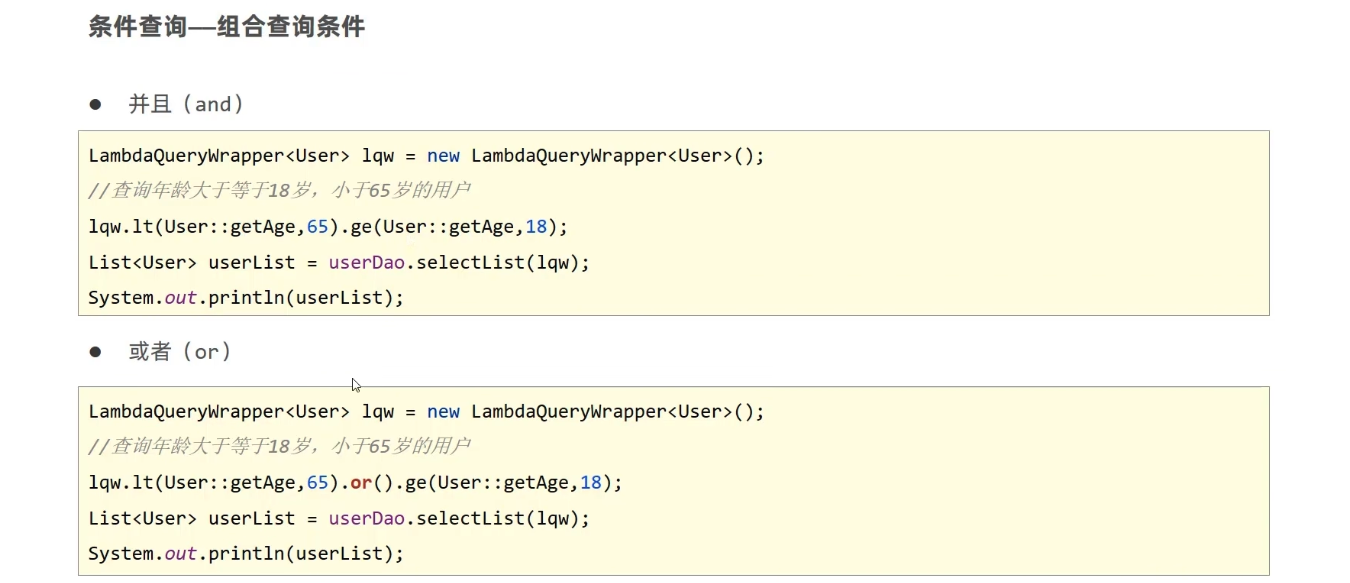 条件查询—组合查询条件
● 并且（and）
LambdaQueryWrapper<User> lqw = new LambdaQueryWrapper<User>();
//查询年龄大于等于18岁，小于65岁的用户
lqw.lt(User::getAge,65).ge(User::getAge,18);
List<User> userList = userDao.selectList(lqw);
System.out.println(userList);
● 或者（or）
LambdaQueryWrapper<User> lqw = new LambdaQueryWrapper<User>();
//查询年龄大于等于18岁，小于65岁的用户
lqw.lt(User::getAge,65).or().ge(User::getAge,18);
List<User> userList = userDao.selectList(lqw);
System.out.println(userList);